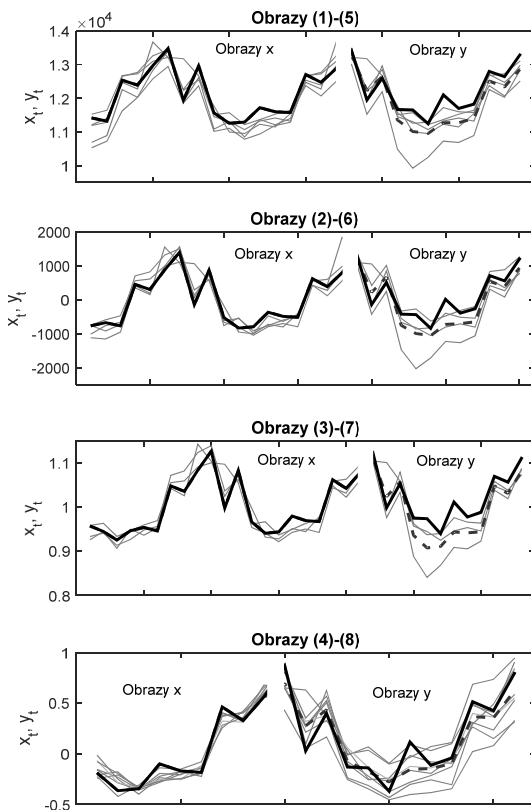 Obrazy (1)-(5)
×10⁴
1.4
1.3
1.2
1.1
1
x_t, y_t
Obrazy x
Obrazy y
Obrazy (2)-(6)
2000
1000
0
-1000
-2000
x_t, y_t
Obrazy x
Obrazy y
Obrazy (3)-(7)
1.1
1
0.9
0.8
x_t, y_t
Obrazy x
Obrazy y
Obrazy (4)-(8)
1
0.5
0
-0.5
x_t, y_t
Obrazy x
Obrazy y